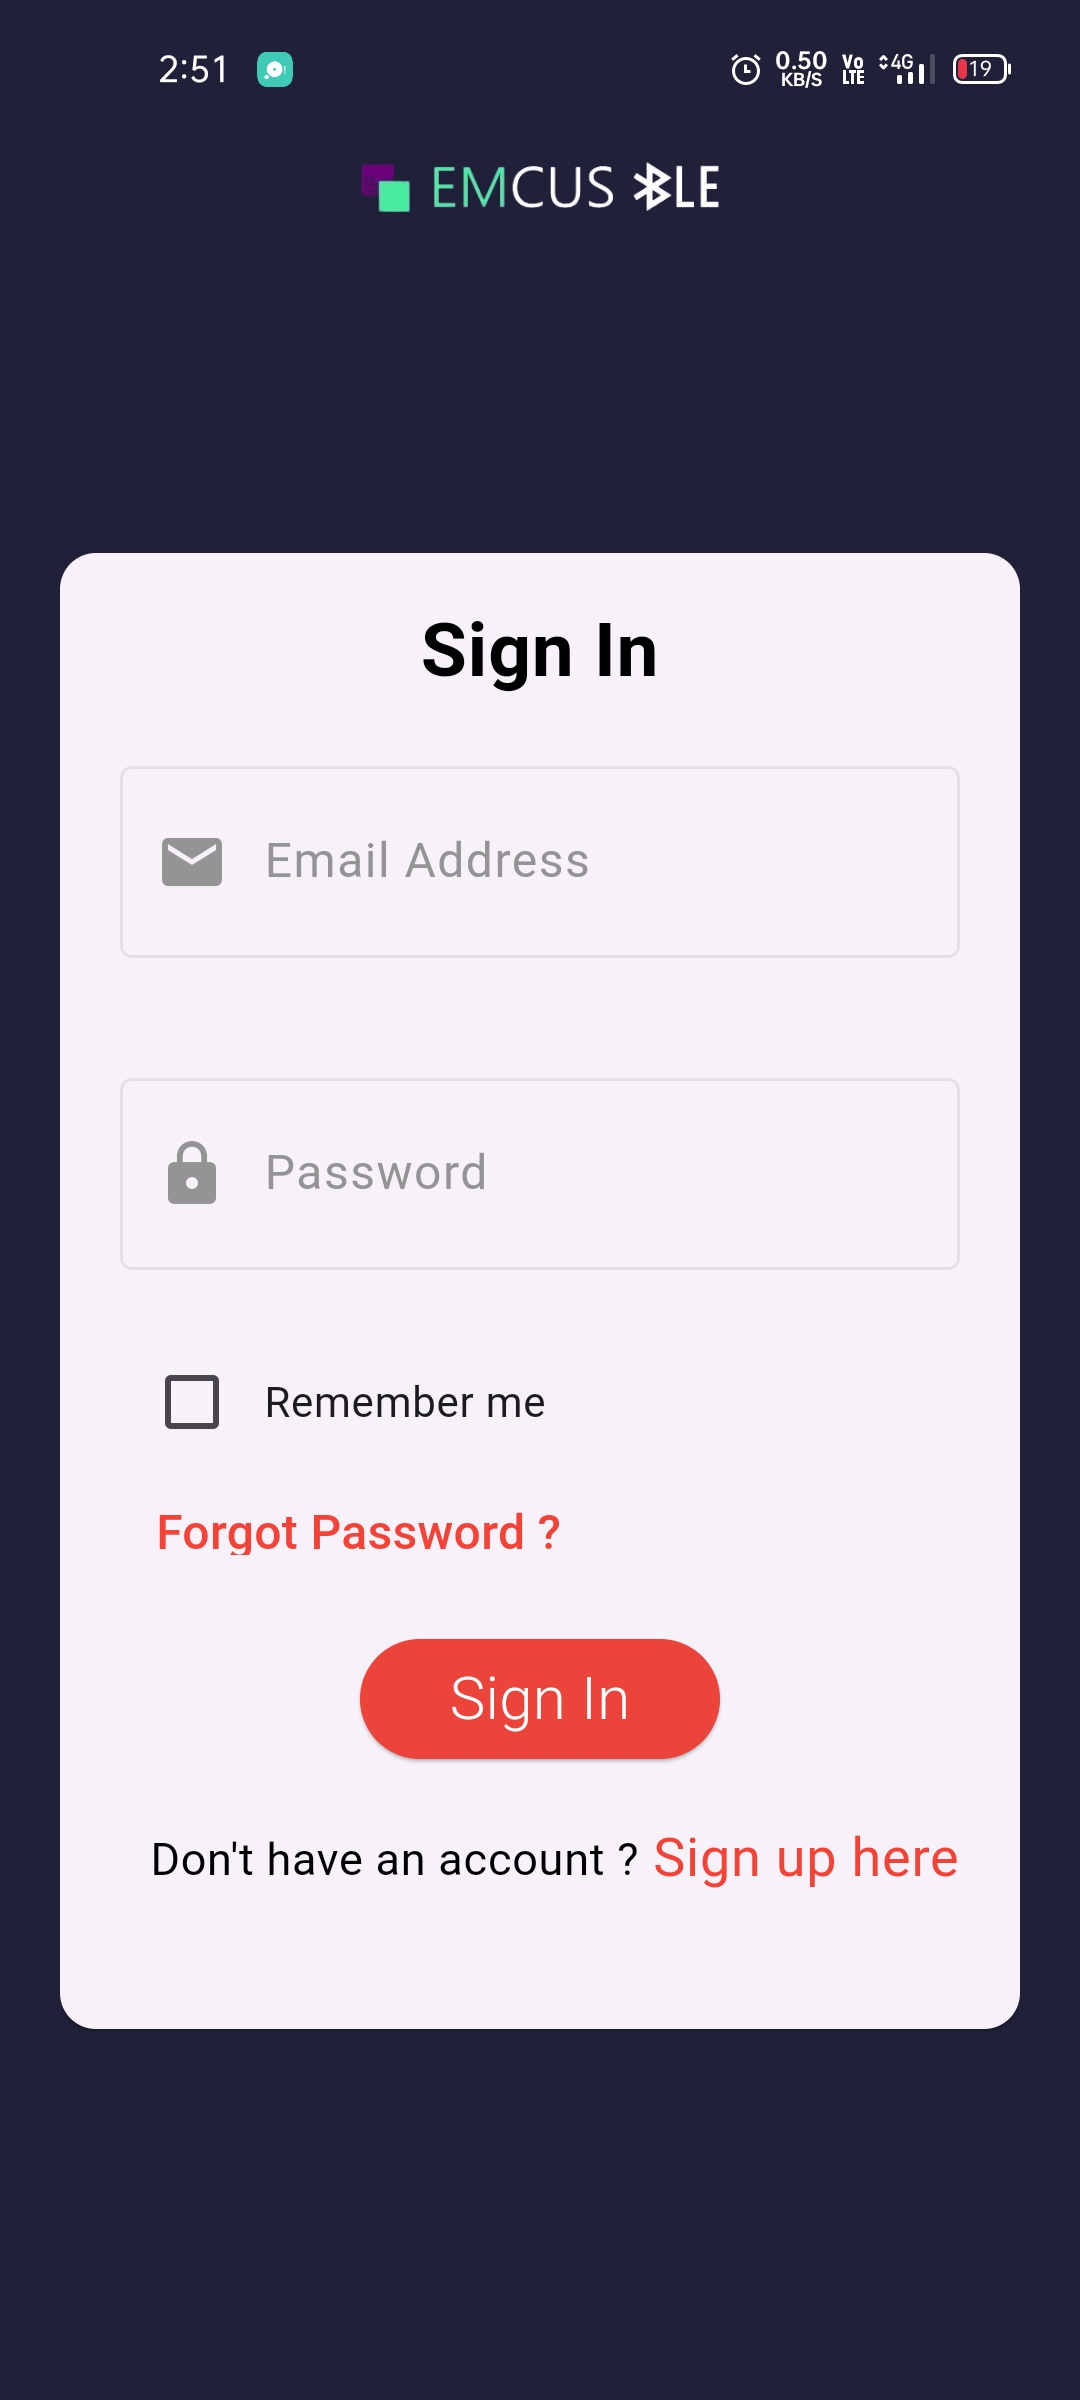 2:51 0.50 KB/S Vo LTE 4G 19
EMCUS BLE
Sign In
Email Address
Password
Remember me
Forgot Password ?
Sign In
Don't have an account ? Sign up here